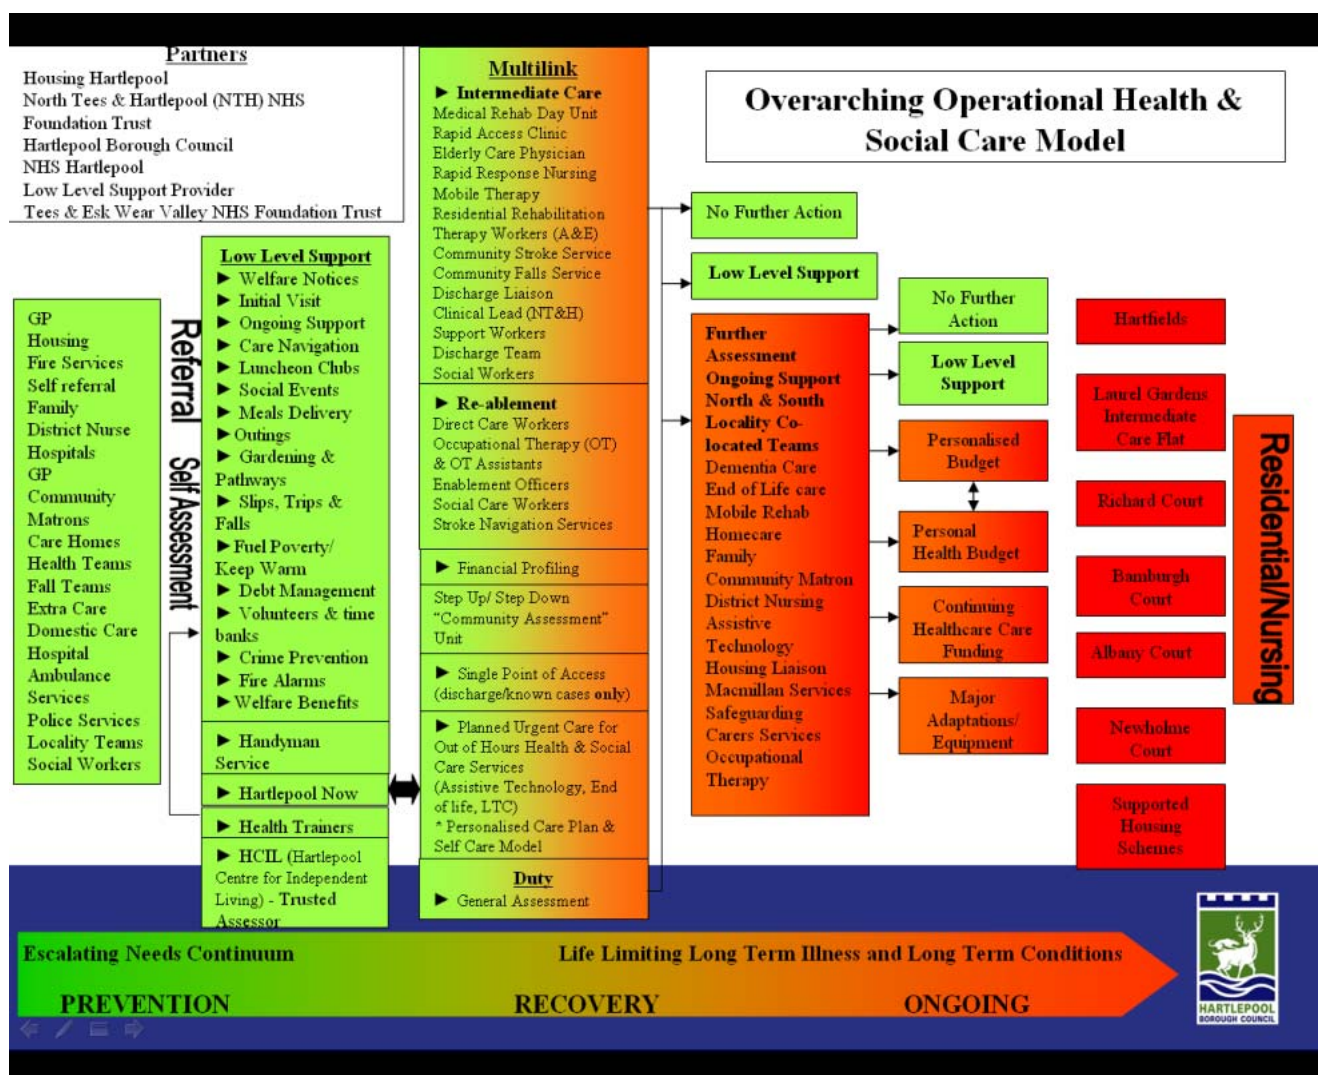 Partners
Housing Hartlepool
North Tees & Hartlepool (NTH) NHS
Foundation Trust
Hartlepool Borough Council
NHS Hartlepool
Low Level Support Provider
Tees & Esk Wear Valley NHS Foundation Trust
Overarching Operational Health &
Social Care Model
GP
Housing
Fire Services
Self referral
Family
District Nurse
Hospitals
GP
Community
Matrons
Care Homes
Health Teams
Fall Teams
Extra Care
Domestic Care
Hospital
Ambulance
Services
Police Services
Locality Teams
Social Workers
Referral Self Assessment
Low Level Support
► Welfare Notices
► Initial Visit
► Ongoing Support
► Care Navigation
► Luncheon Clubs
► Social Events
► Meals Delivery
►Outings
► Gardening &
Pathways
► Slips, Trips &
Falls
►Fuel Poverty/
Keep Warm
► Debt Management
► Volunteers & time
banks
► Crime Prevention
► Fire Alarms
►Welfare Benefits
► Handyman
Service
► Hartlepool Now
► Health Trainers
► HCIL (Hartlepool
Centre for Independent
Living) - Trusted
Assessor
Multilink
► Intermediate Care
Medical Rehab Day Unit
Rapid Access Clinic
Elderly Care Physician
Rapid Response Nursing
Mobile Therapy
Residential Rehabilitation
Therapy Workers (A&E)
Community Stroke Service
Community Falls Service
Discharge Liaison
Clinical Lead (NT&H)
Support Workers
Discharge Team
Social Workers
► Re-ablement
Direct Care Workers
Occupational Therapy (OT)
& OT Assistants
Enablement Officers
Social Care Workers
Stroke Navigation Services
► Financial Profiling
Step Up/ Step Down
“Community Assessment”
Unit
► Single Point of Access
(discharge/known cases only)
► Planned Urgent Care for
Out of Hours Health & Social
Care Services
(Assistive Technology, End
of life, LTC)
* Personalised Care Plan &
Self Care Model
Duty
► General Assessment
No Further Action
Low Level Support
Further
Assessment
Ongoing Support
North & South
Locality Co-
located Teams
Dementia Care
End of Life care
Mobile Rehab
Homecare
Family
Community Matron
District Nursing
Assistive
Technology
Housing Liaison
Macmillan Services
Safeguarding
Carers Services
Occupational
Therapy
No Further
Action
Low Level
Support
Personalised
Budget
Personal
Health Budget
Continuing
Healthcare Care
Funding
Major
Adaptations/
Equipment
Hartfields
Laurel Gardens
Intermediate
Care Flat
Richard Court
Bamburgh
Court
Albany Court
Newholme
Court
Supported
Housing
Schemes
Residential/Nursing
Escalating Needs Continuum
Life Limiting Long Term Illness and Long Term Conditions
PREVENTION
RECOVERY
ONGOING
HARTLEPOOL
BOROUGH COUNCIL